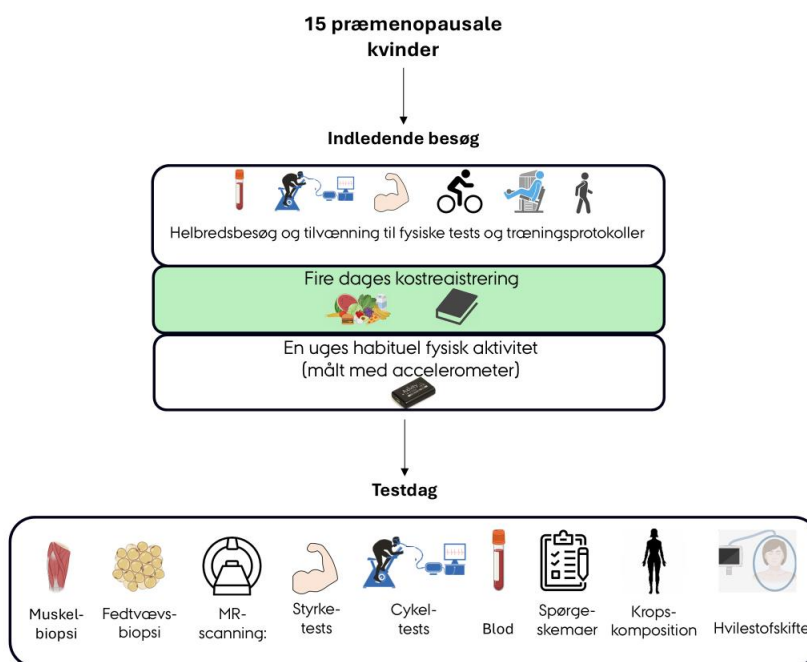 15 præmenopausale
kvinder
Indledende besøg
Helbredsbesøg og tilvænning til fysiske tests og træningsprotokoller
Fire dages kostregistrering
En uges habituel fysisk aktivitet
(målt med accelerometer)
Testdag
Muskel-
biopsi
Fedtvævs-
biopsi
MR-
scanning:
Styrke-
tests
Cykel-
tests
Blod
Spørge-
skemaer
Krops-
komposition
Hvilestofskifte